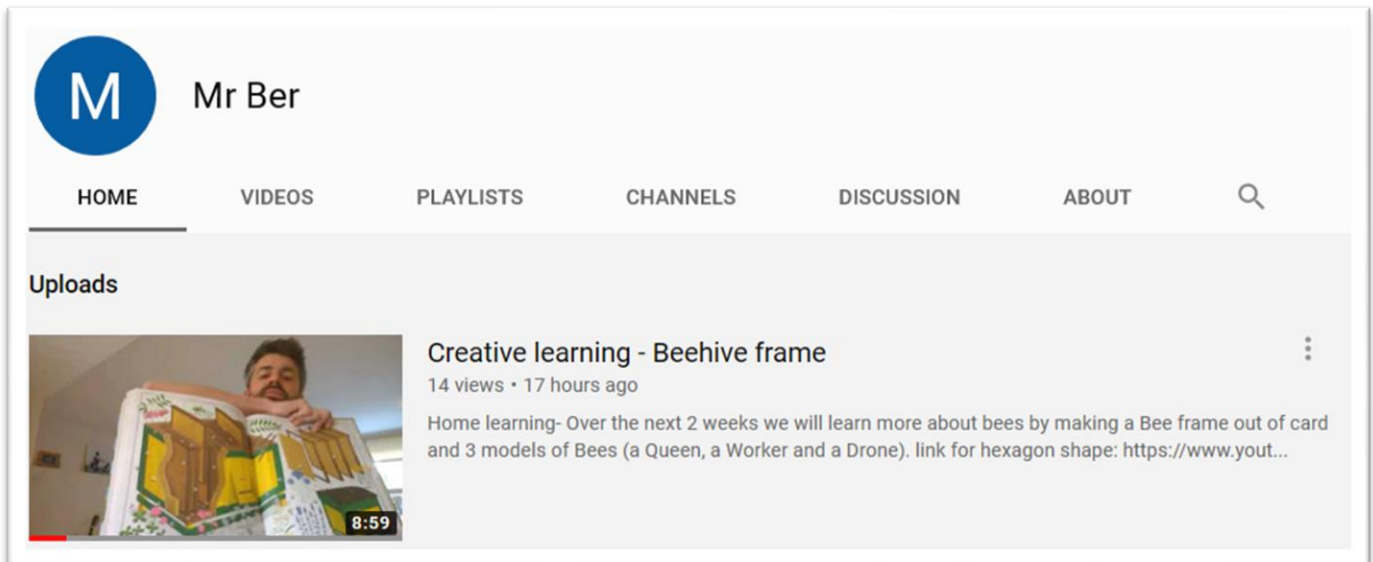 M
Mr Ber
HOME VIDEOS PLAYLISTS CHANNELS DISCUSSION ABOUT
Uploads
Creative learning - Beehive frame
14 views • 17 hours ago
Home learning- Over the next 2 weeks we will learn more about bees by making a Bee frame out of card
and 3 models of Bees (a Queen, a Worker and a Drone). link for hexagon shape: https://www.yout...
8:59